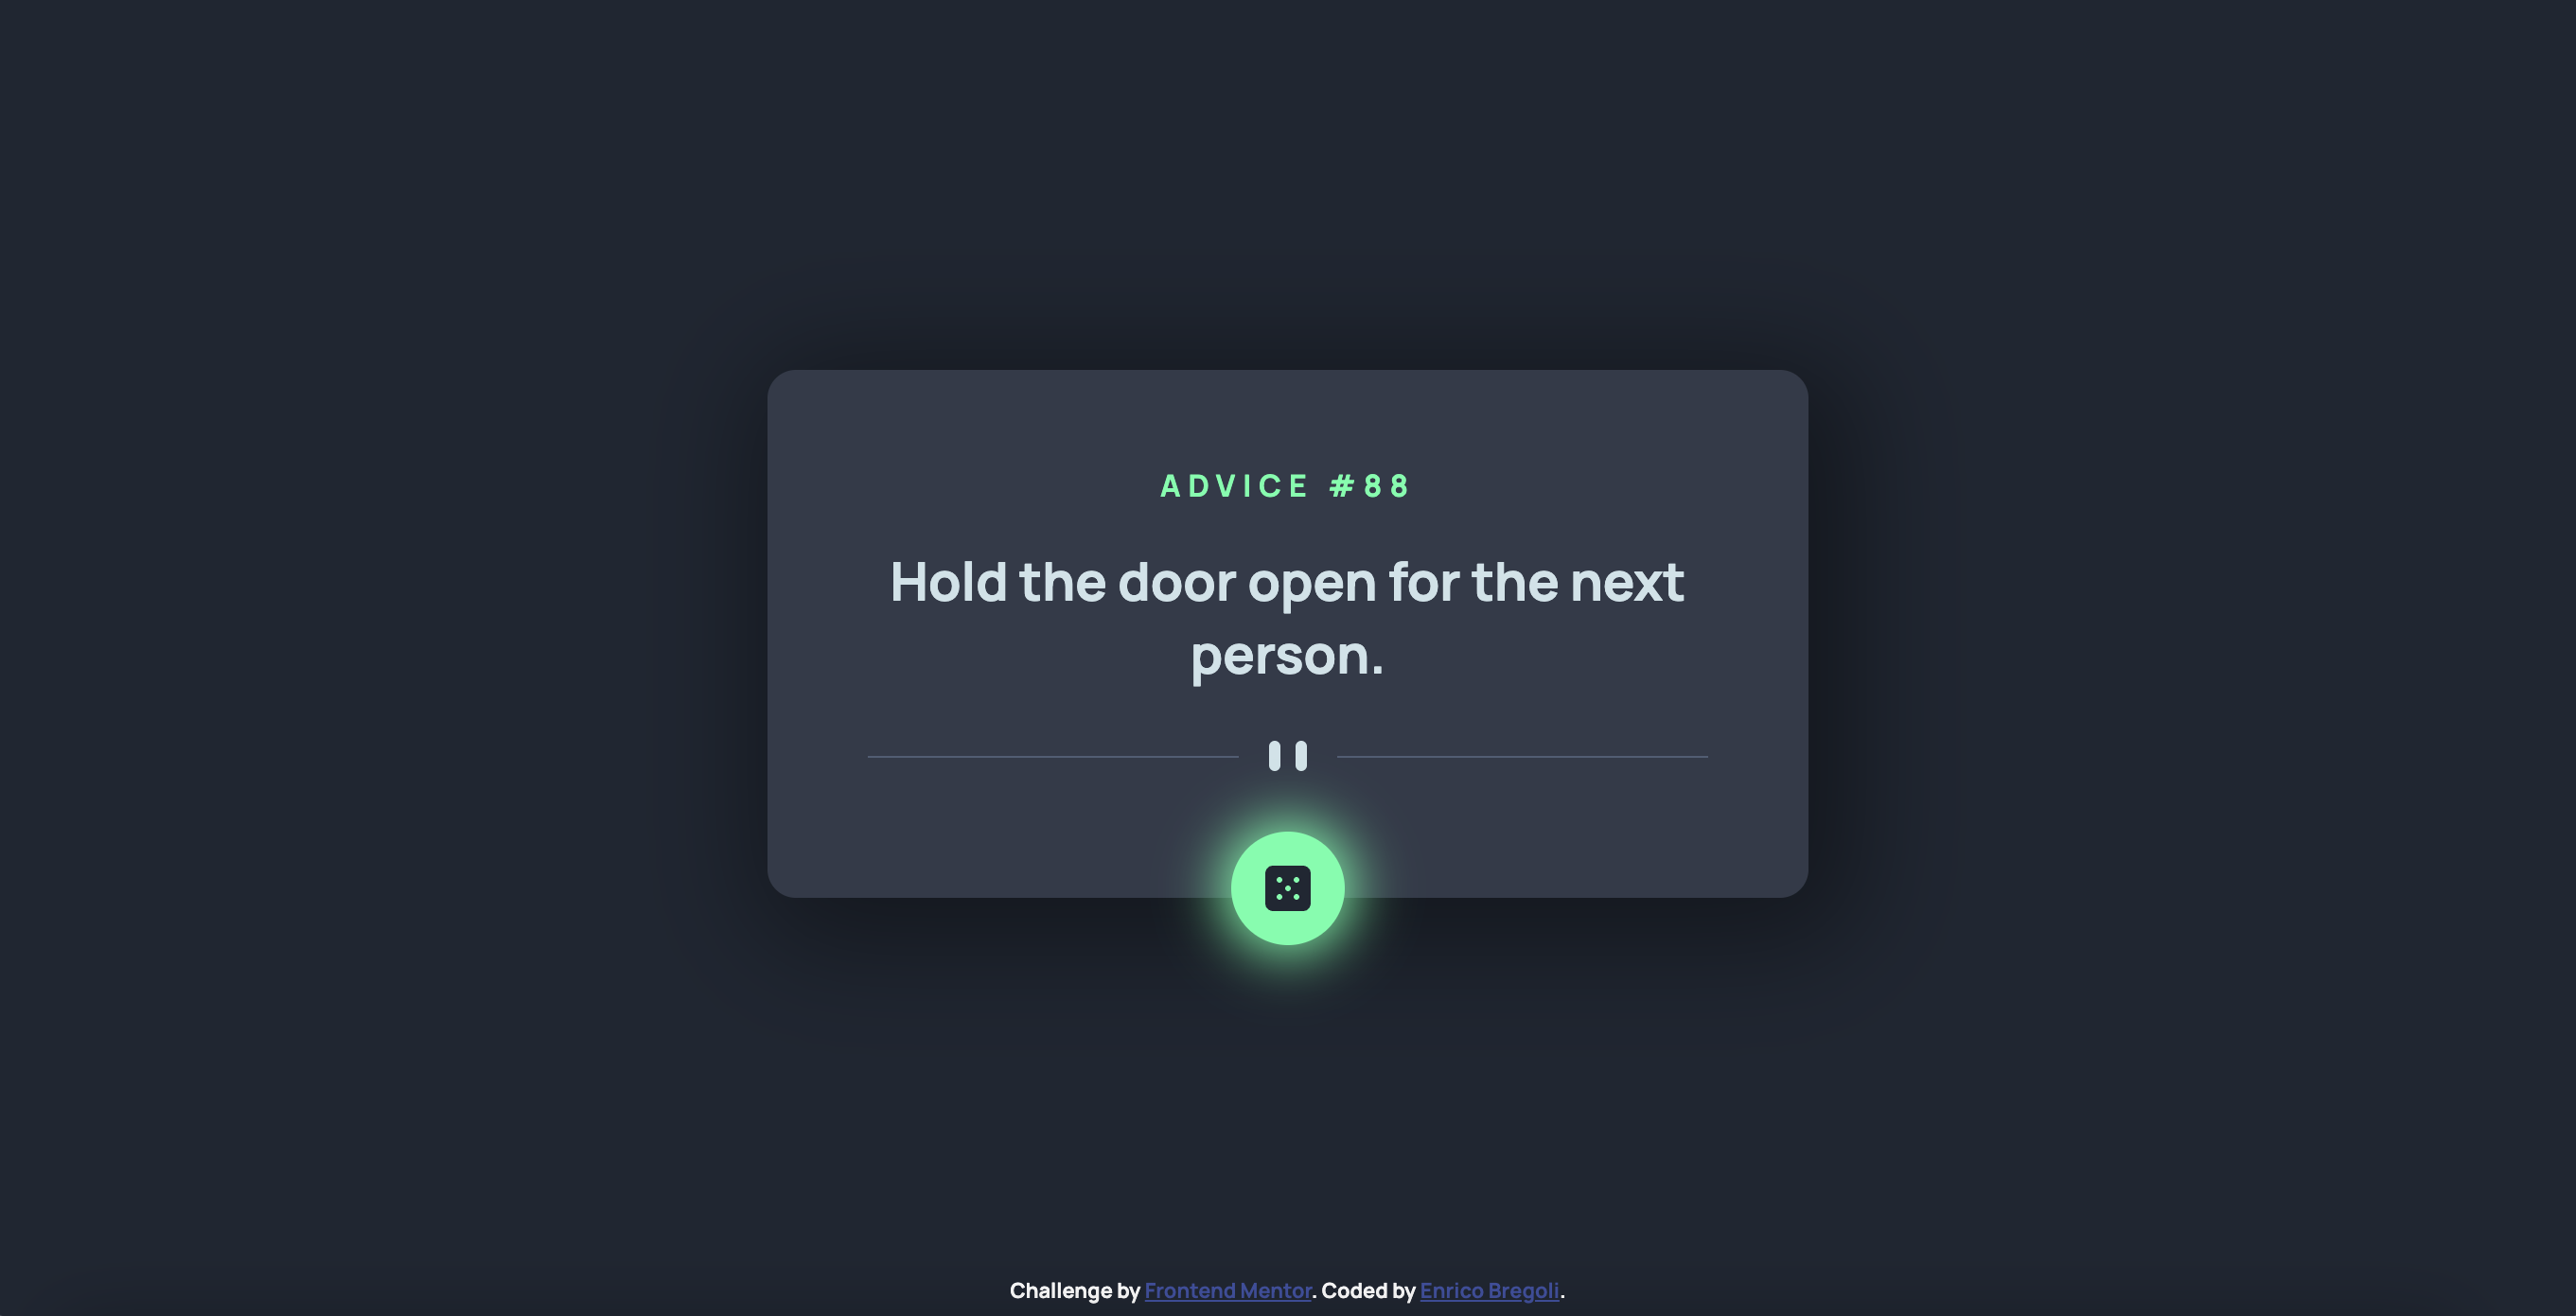 ADVICE #88
Hold the door open for the next
person.
Challenge by Frontend Mentor. Coded by Enrico Bregoli.